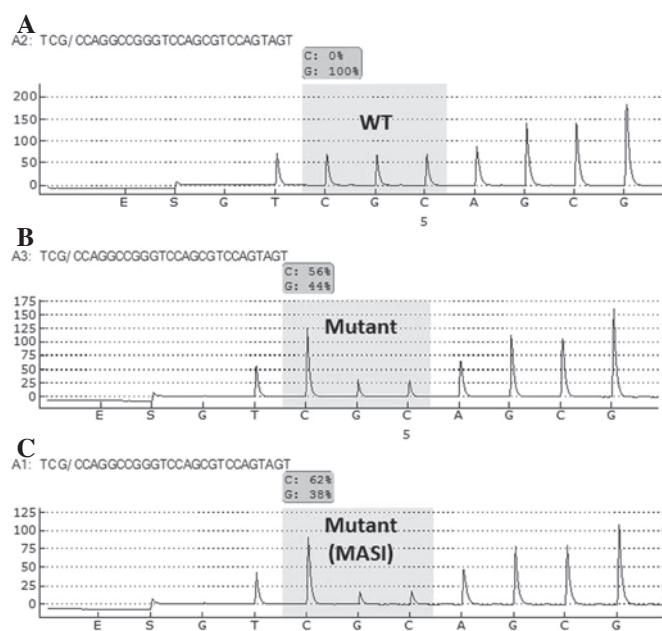 A
A2: TCG/CCAGGCCGGGTCCAGCGTCCAGTAGT
C: 0%
G: 100%
WT
200
150
100
50
0
E S G T C G C A G C G
5
B
A3: TCG/CCAGGCCGGGTCCAGCGTCCAGTAGT
C: 56%
G: 44%
Mutant
175
150
125
100
75
50
25
0
E S G T C G C A G C G
5
C
A1: TCG/CCAGGCCGGGTCCAGCGTCCAGTAGT
C: 62%
G: 38%
Mutant
(MASI)
125
100
75
50
25
0
E S G T C G C A G C G